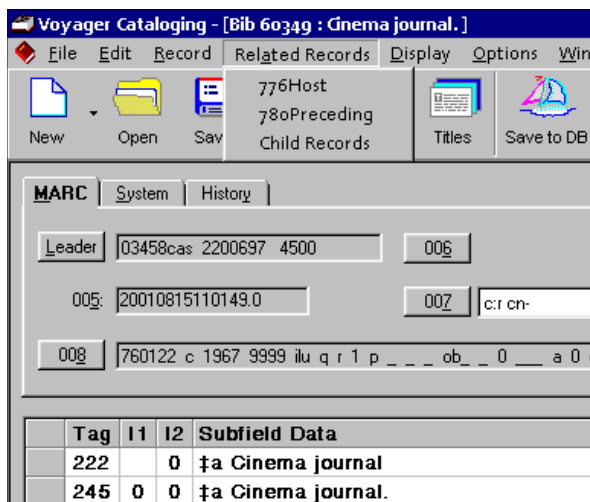 Voyager Cataloging - [Bib 60349 : Cinema journal. ]
File Edit Record Related Records Display Options Win
776Host
780Preceding
Child Records
New Open Sav Titles Save to DB
MARC System History
Leader 03458cas 2200697 4500 006
005: 20010815110149.0 007 c:r cn-
008 760122 c 1967 9999 ilu q r 1 p _ _ _ ob_ _ 0 ___ a 0
Tag I1 I2 Subfield Data
222 0 ‡a Cinema journal
245 0 0 ‡a Cinema journal.